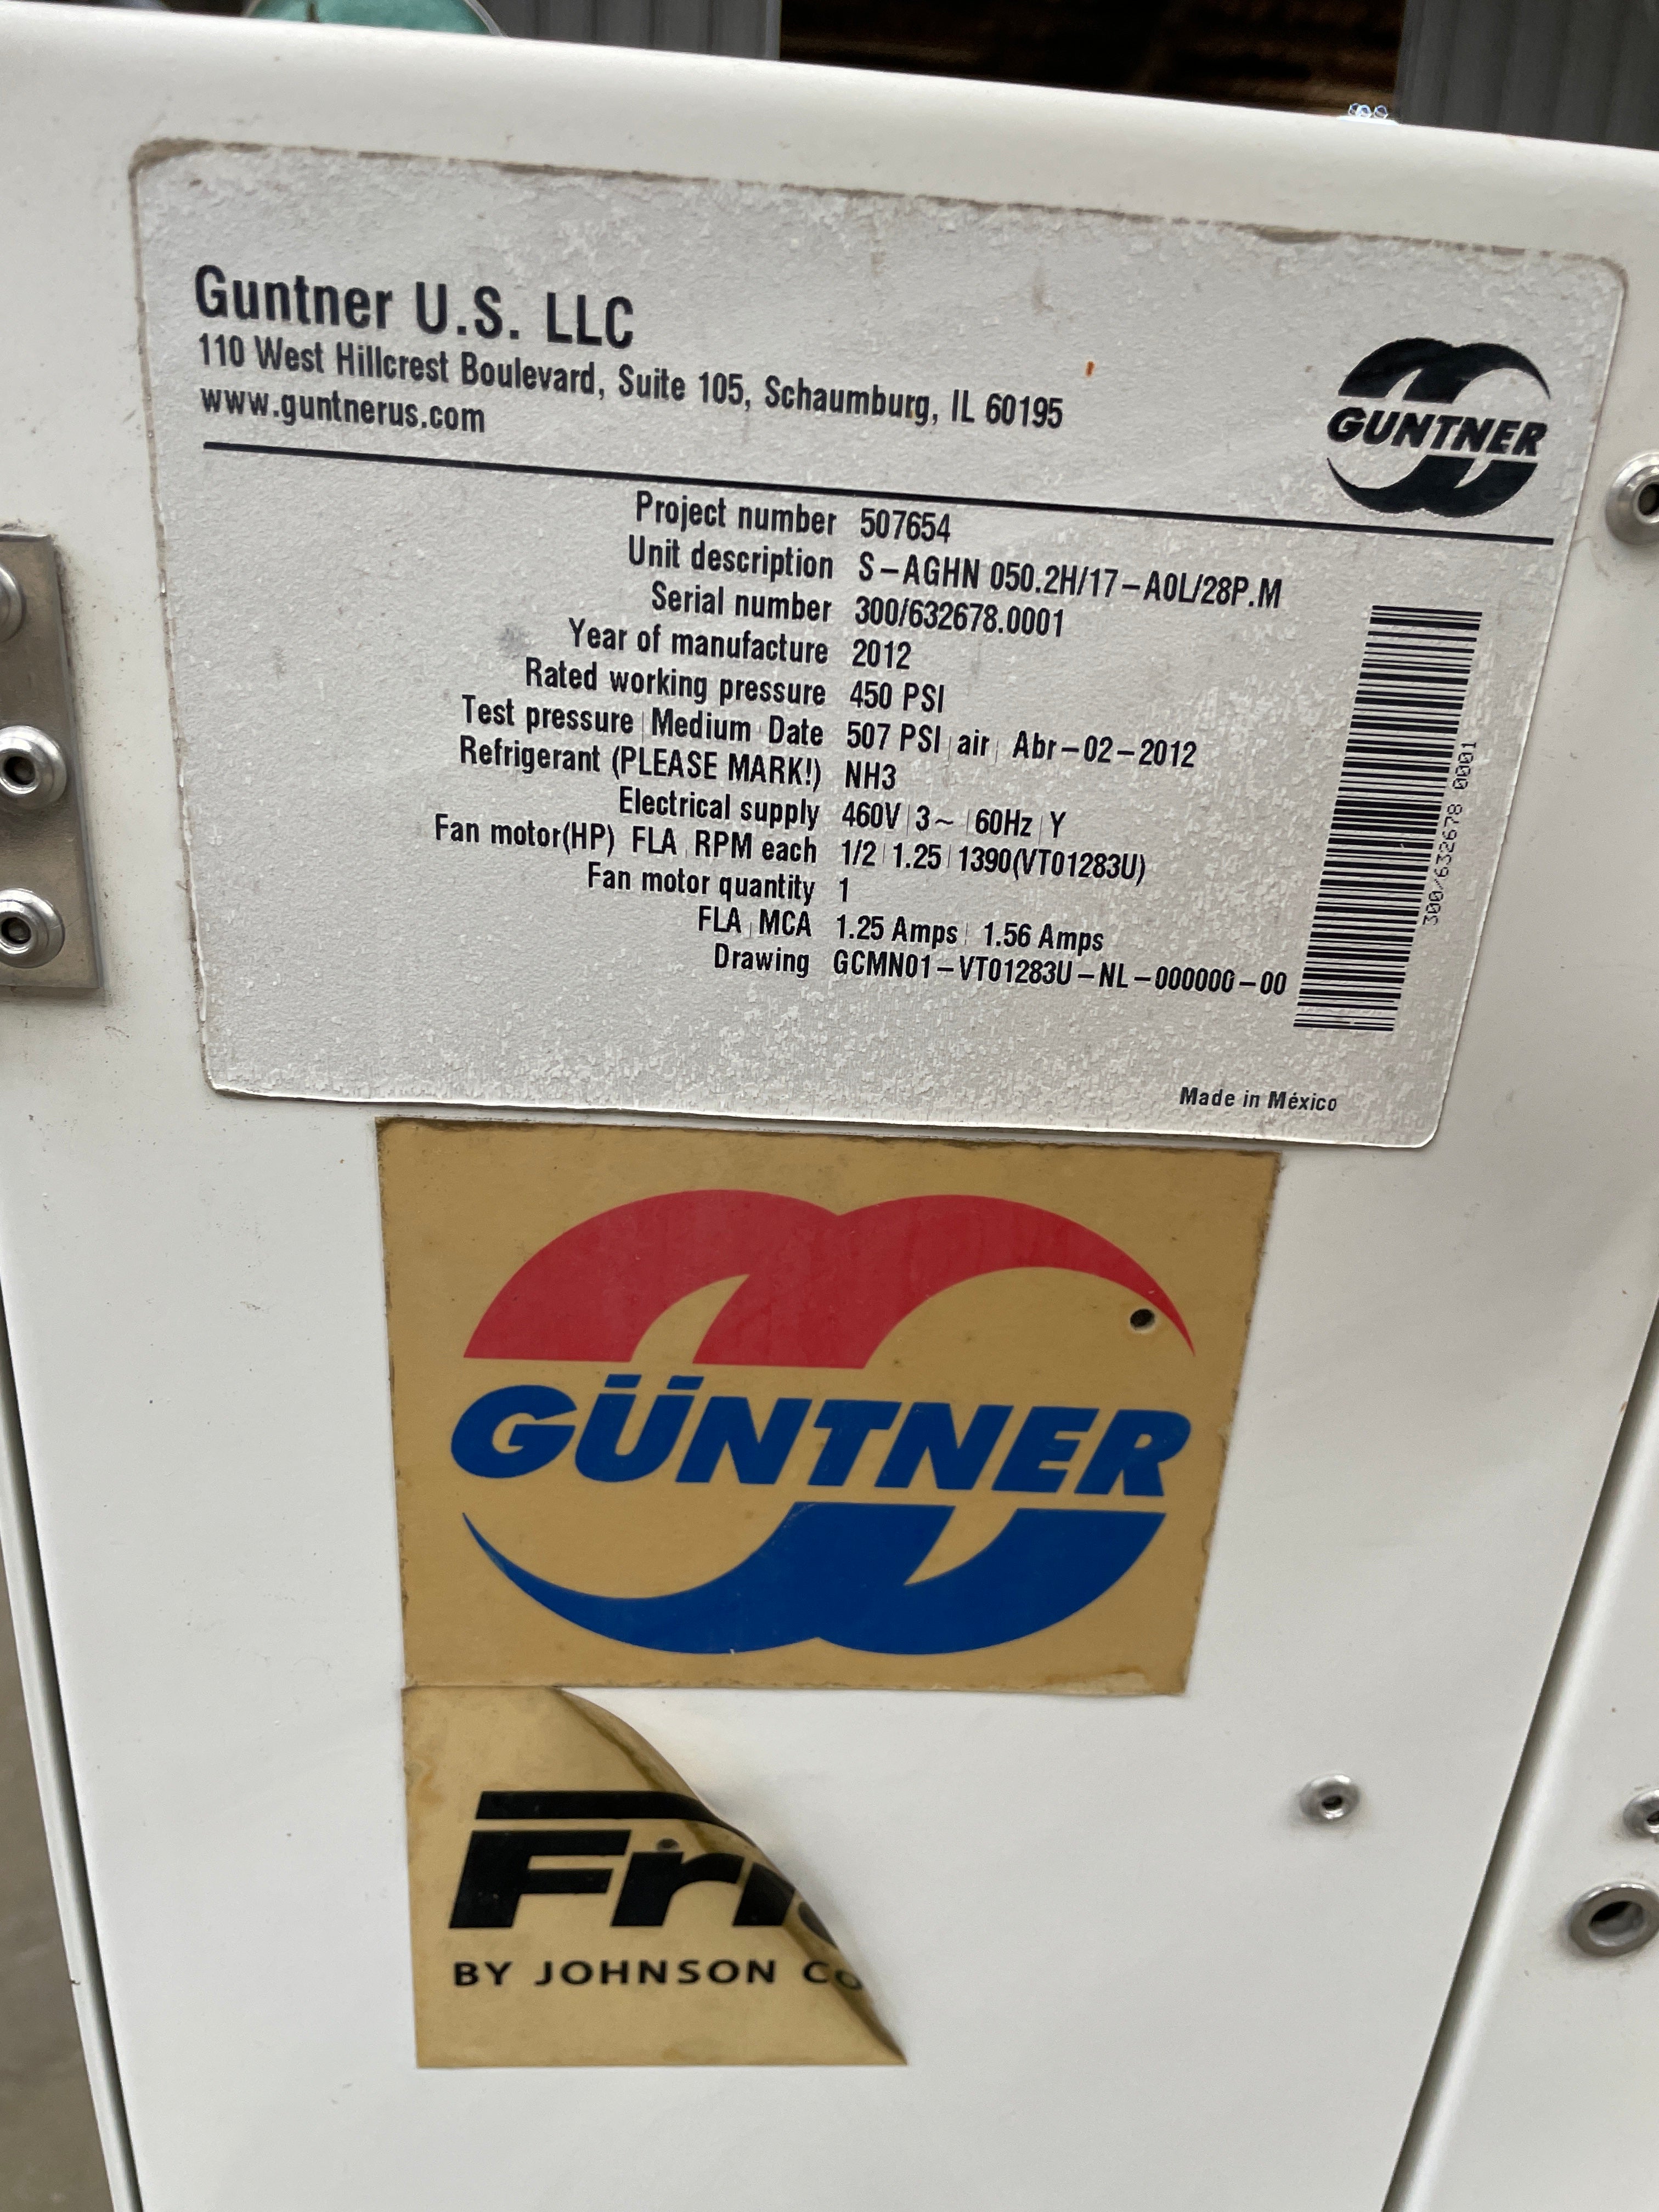 Guntner U.S. LLC
110 West Hillcrest Boulevard, Suite 105, Schaumburg, IL 60195
www.guntnerus.com
GUNTNER
Project number 507654
Unit description S-AGHN 050.2H/17-A0L/28P.M
Serial number 300/632678.0001
Year of manufacture 2012
Rated working pressure 450 PSI
Test pressure | Medium | Date 507 PSI | air | Abr-02-2012
Refrigerant (PLEASE MARK!) NH3
Electrical supply 460V | 3~ | 60Hz | Y
Fan motor(HP) | FLA | RPM each 1/2 | 1.25 | 1390(VT01283U)
Fan motor quantity 1
FLA | MCA 1.25 Amps | 1.56 Amps
Drawing GCMN01-VT01283U-NL-000000-00
300/632678 0001
Made in México
GÜNTNER
Fri
BY JOHNSON CO